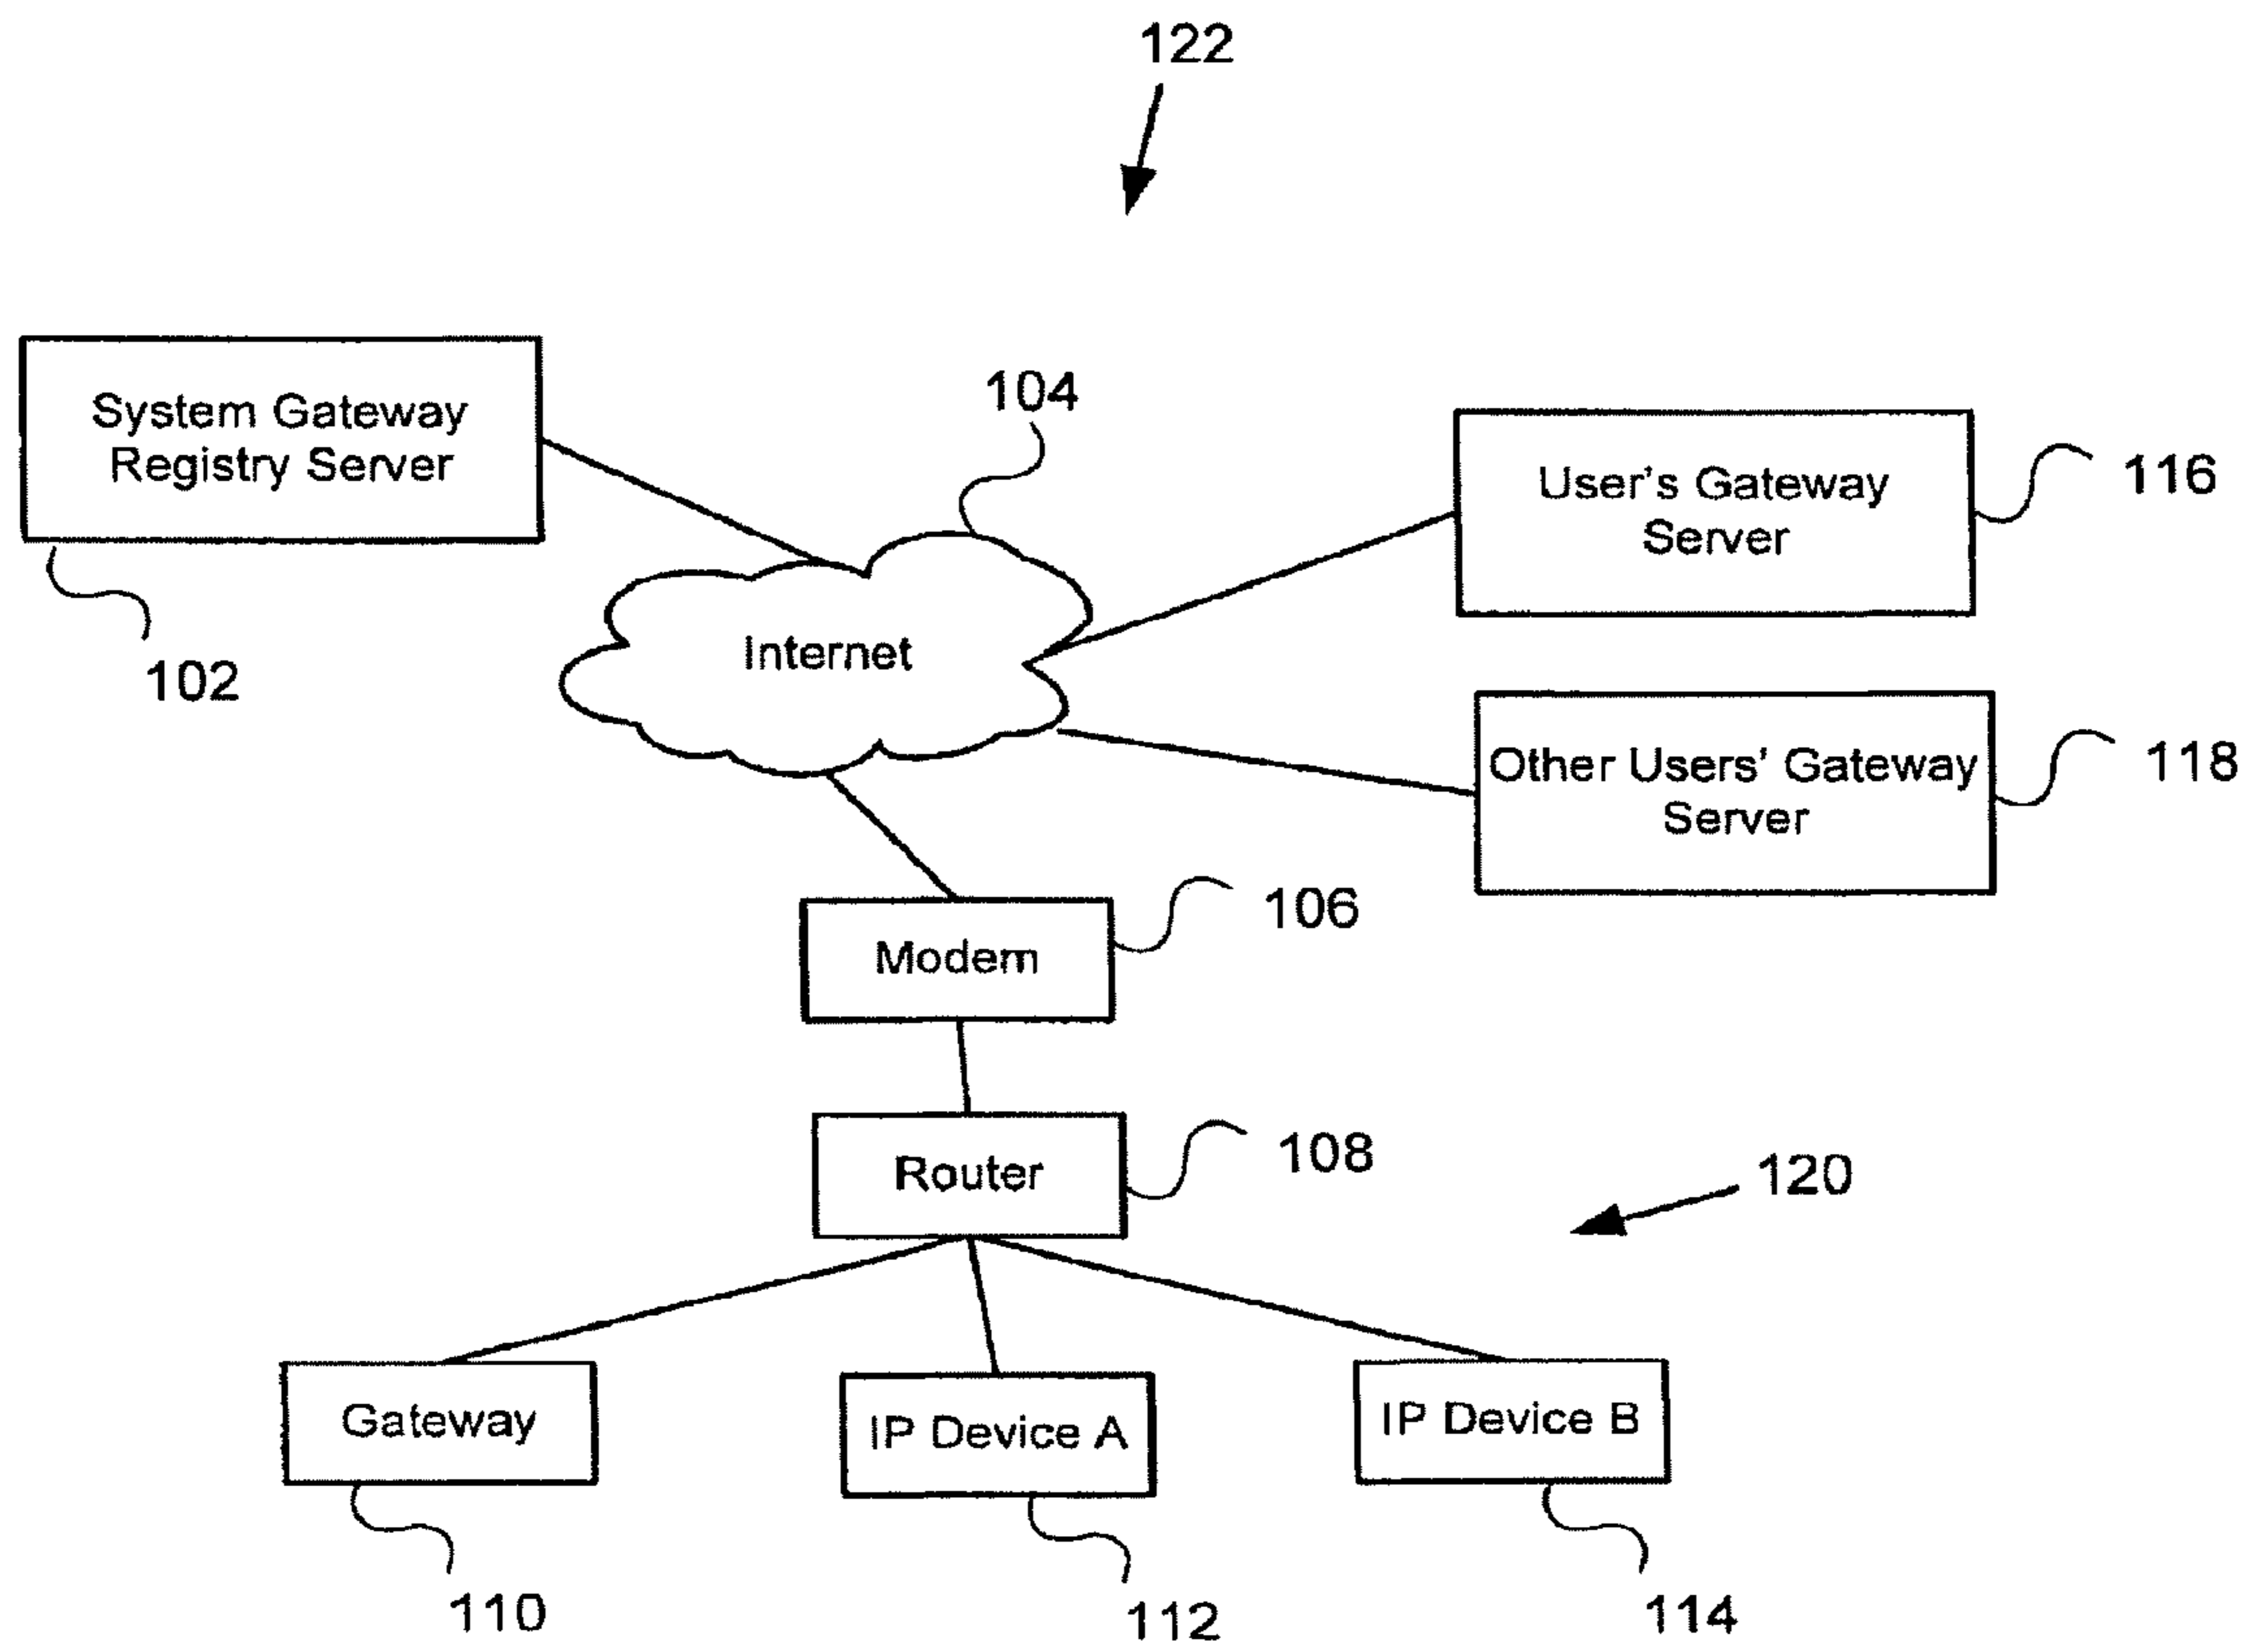 122
System Gateway
Registry Server
102
104
Internet
User's Gateway
Server
116
Other Users' Gateway
Server
118
Modem
106
Router
108
120
Gateway
110
IP Device A
112
IP Device B
114